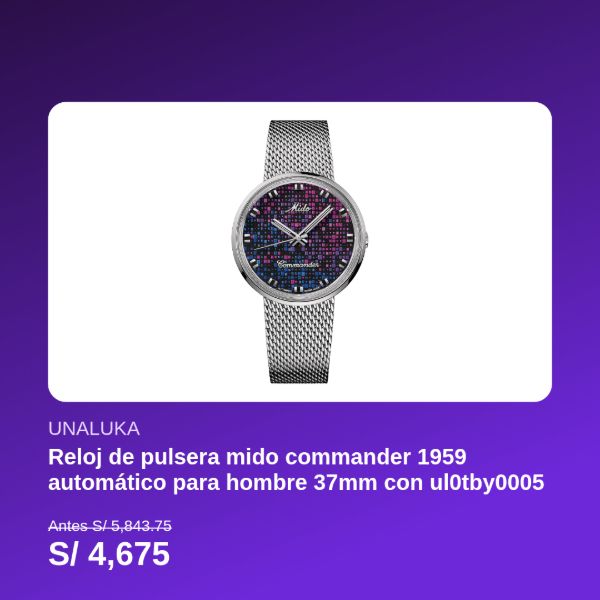 Mido
Commander
UNALUKA
Reloj de pulsera mido commander 1959
automático para hombre 37mm con ul0tby0005
Antes S/ 5,843.75
S/ 4,675